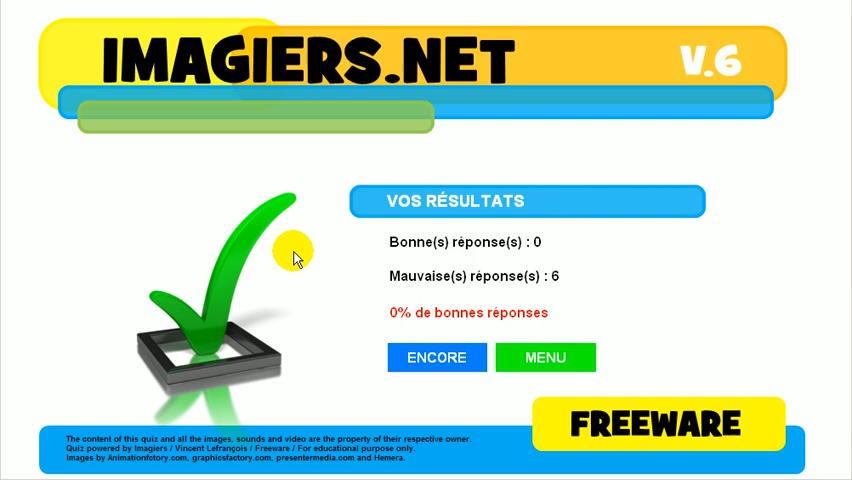 IMAGIERS.NET
V.6
VOS RÉSULTATS
Bonne(s) réponse(s) : 0
Mauvaise(s) réponse(s) : 6
0% de bonnes réponses
ENCORE
MENU
FREEWARE
The content of this quiz and all the images, sounds and video are the property of their respective owner.
Quiz powered by Imagiers / Vincent Lefrançois / Freeware / For educational purpose only.
Images by Animationfctory.com, graphicsfactory.com, presentermedia.com and Hemera.